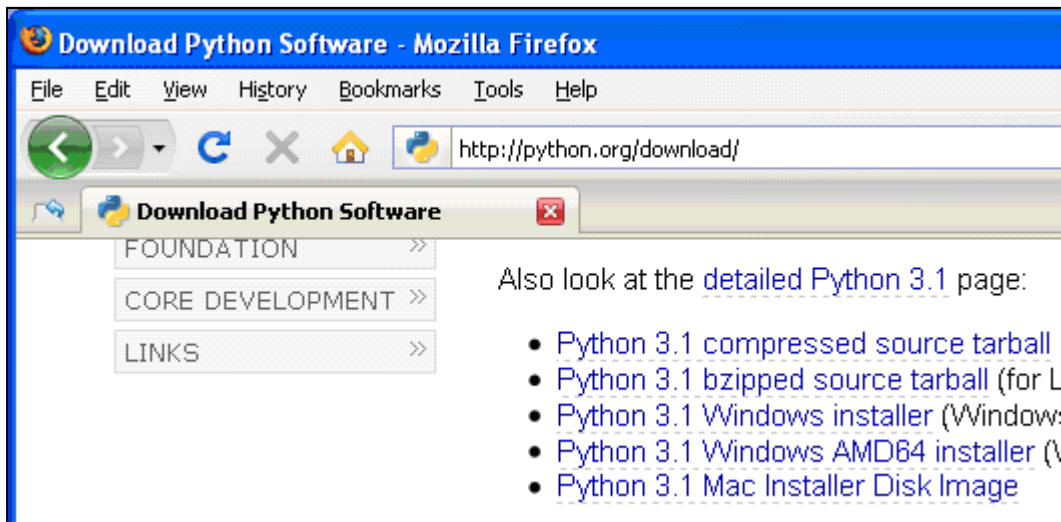 Download Python Software - Mozilla Firefox
File Edit View History Bookmarks Tools Help
http://python.org/download/
Download Python Software
FOUNDATION »
CORE DEVELOPMENT »
LINKS »
Also look at the detailed Python 3.1 page:
• Python 3.1 compressed source tarball
• Python 3.1 bzipped source tarball (for L
• Python 3.1 Windows installer (Windows
• Python 3.1 Windows AMD64 installer (
• Python 3.1 Mac Installer Disk Image